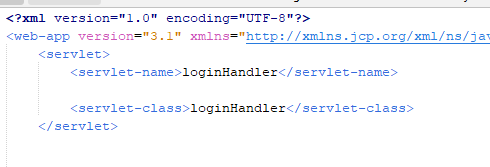 <?xml version="1.0" encoding="UTF-8"?>
<web-app version="3.1" xmlns="http://xmlns.jcp.org/xml/ns/jav
<servlet>
<servlet-name>loginHandler</servlet-name>
<servlet-class>loginHandler</servlet-class>
</servlet>